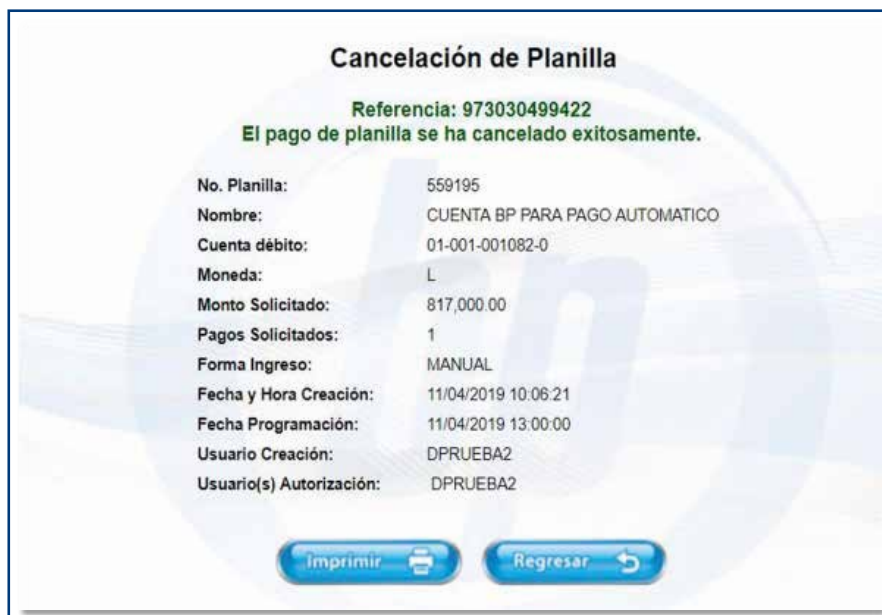 Cancelación de Planilla
Referencia: 973030499422
El pago de planilla se ha cancelado exitosamente.
No. Planilla: 559195
Nombre: CUENTA BP PARA PAGO AUTOMATICO
Cuenta débito: 01-001-001082-0
Moneda: L
Monto Solicitado: 817,000.00
Pagos Solicitados: 1
Forma Ingreso: MANUAL
Fecha y Hora Creación: 11/04/2019 10:06:21
Fecha Programación: 11/04/2019 13:00:00
Usuario Creación: DPRUEBA2
Usuario(s) Autorización: DPRUEBA2
Imprimir Regresar